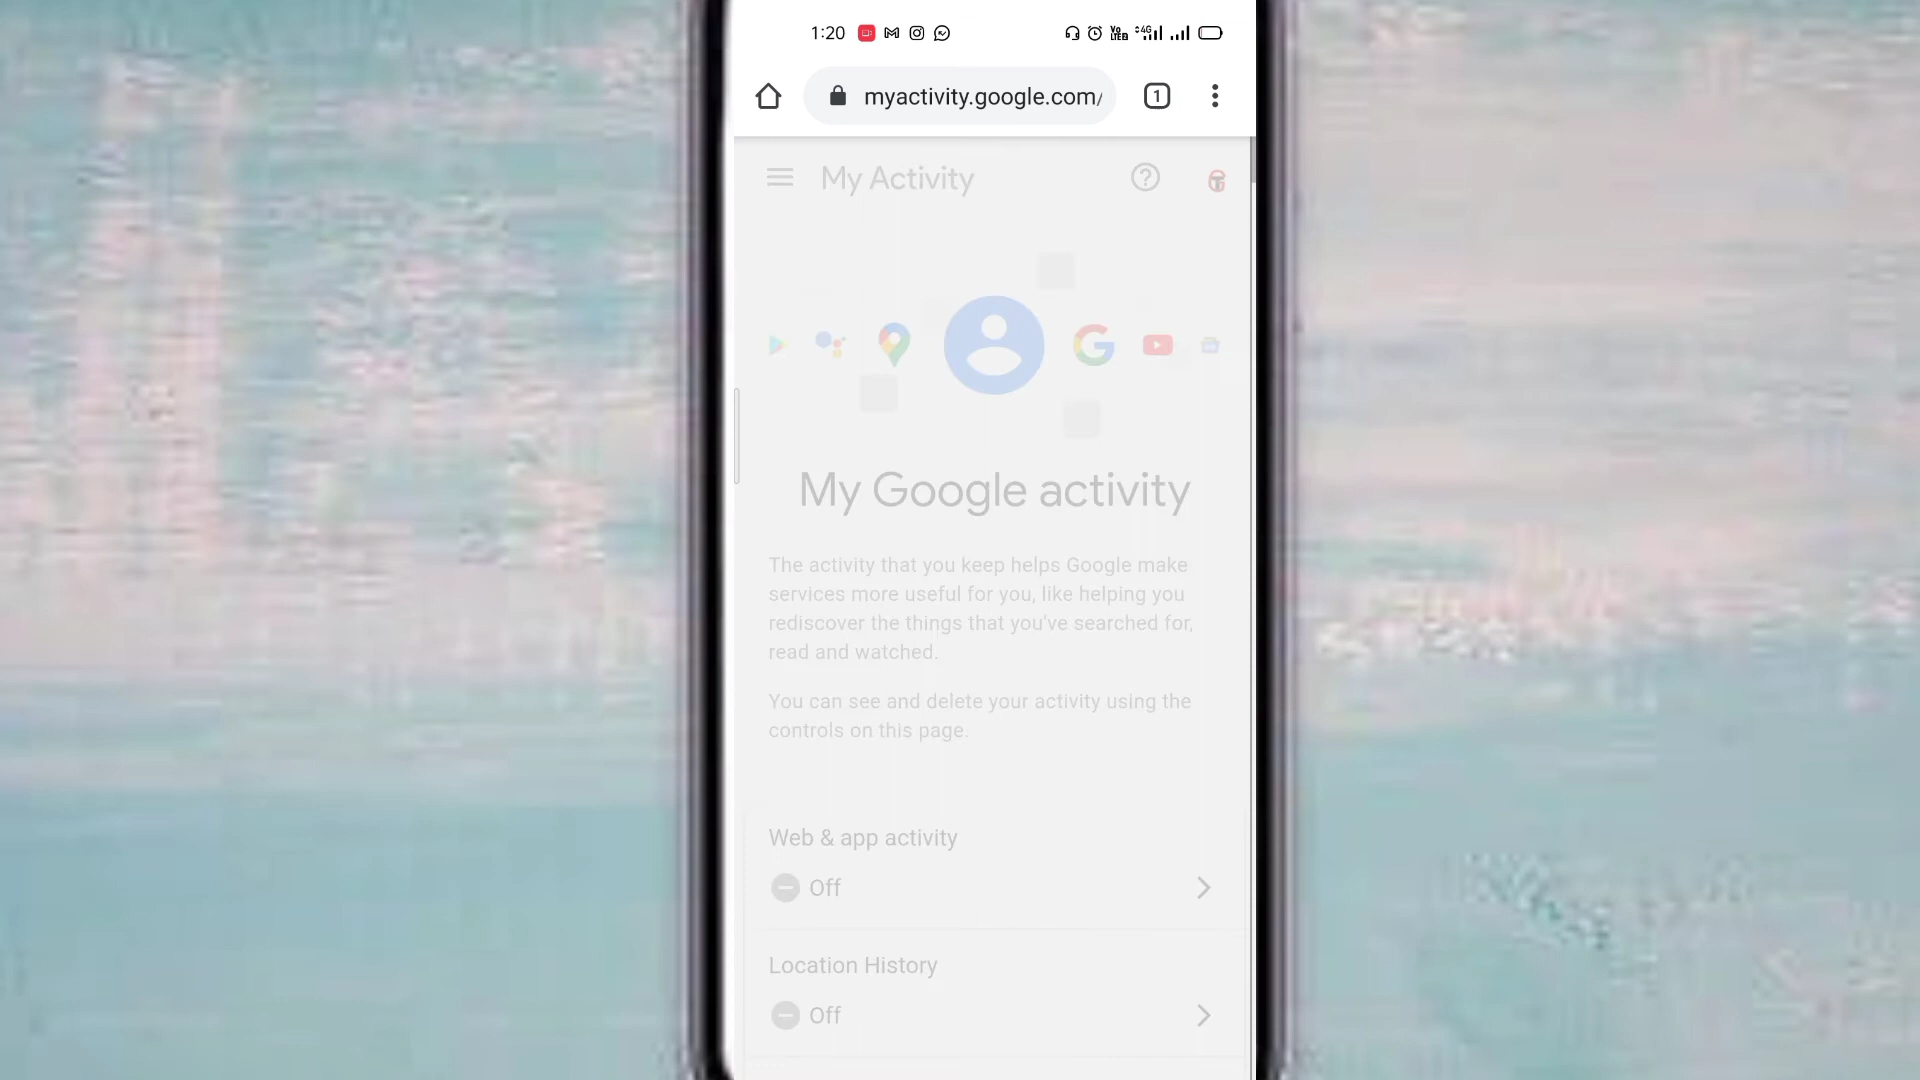 1:20
myactivity.google.com/
1
My Activity
My Google activity
The activity that you keep helps Google make
services more useful for you, like helping you
rediscover the things that you've searched for,
read and watched.
You can see and delete your activity using the
controls on this page.
Web & app activity
Off
Location History
Off